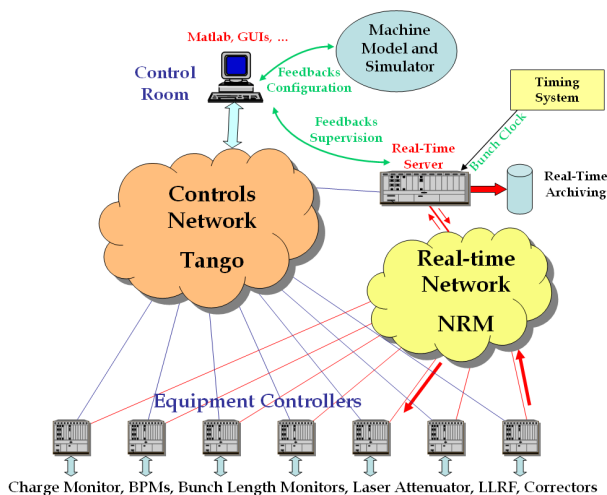 Matlab, GUIs, ...
Machine
Model and
Simulator
Control
Room
Feedbacks
Configuration
Timing
System
Feedbacks
Supervision
Bunch Clock
Real-Time
Server
Real-Time
Archiving
Controls
Network
Tango
Real-time
Network
NRM
Equipment Controllers
Charge Monitor, BPMs, Bunch Length Monitors, Laser Attenuator, LLRF, Correctors